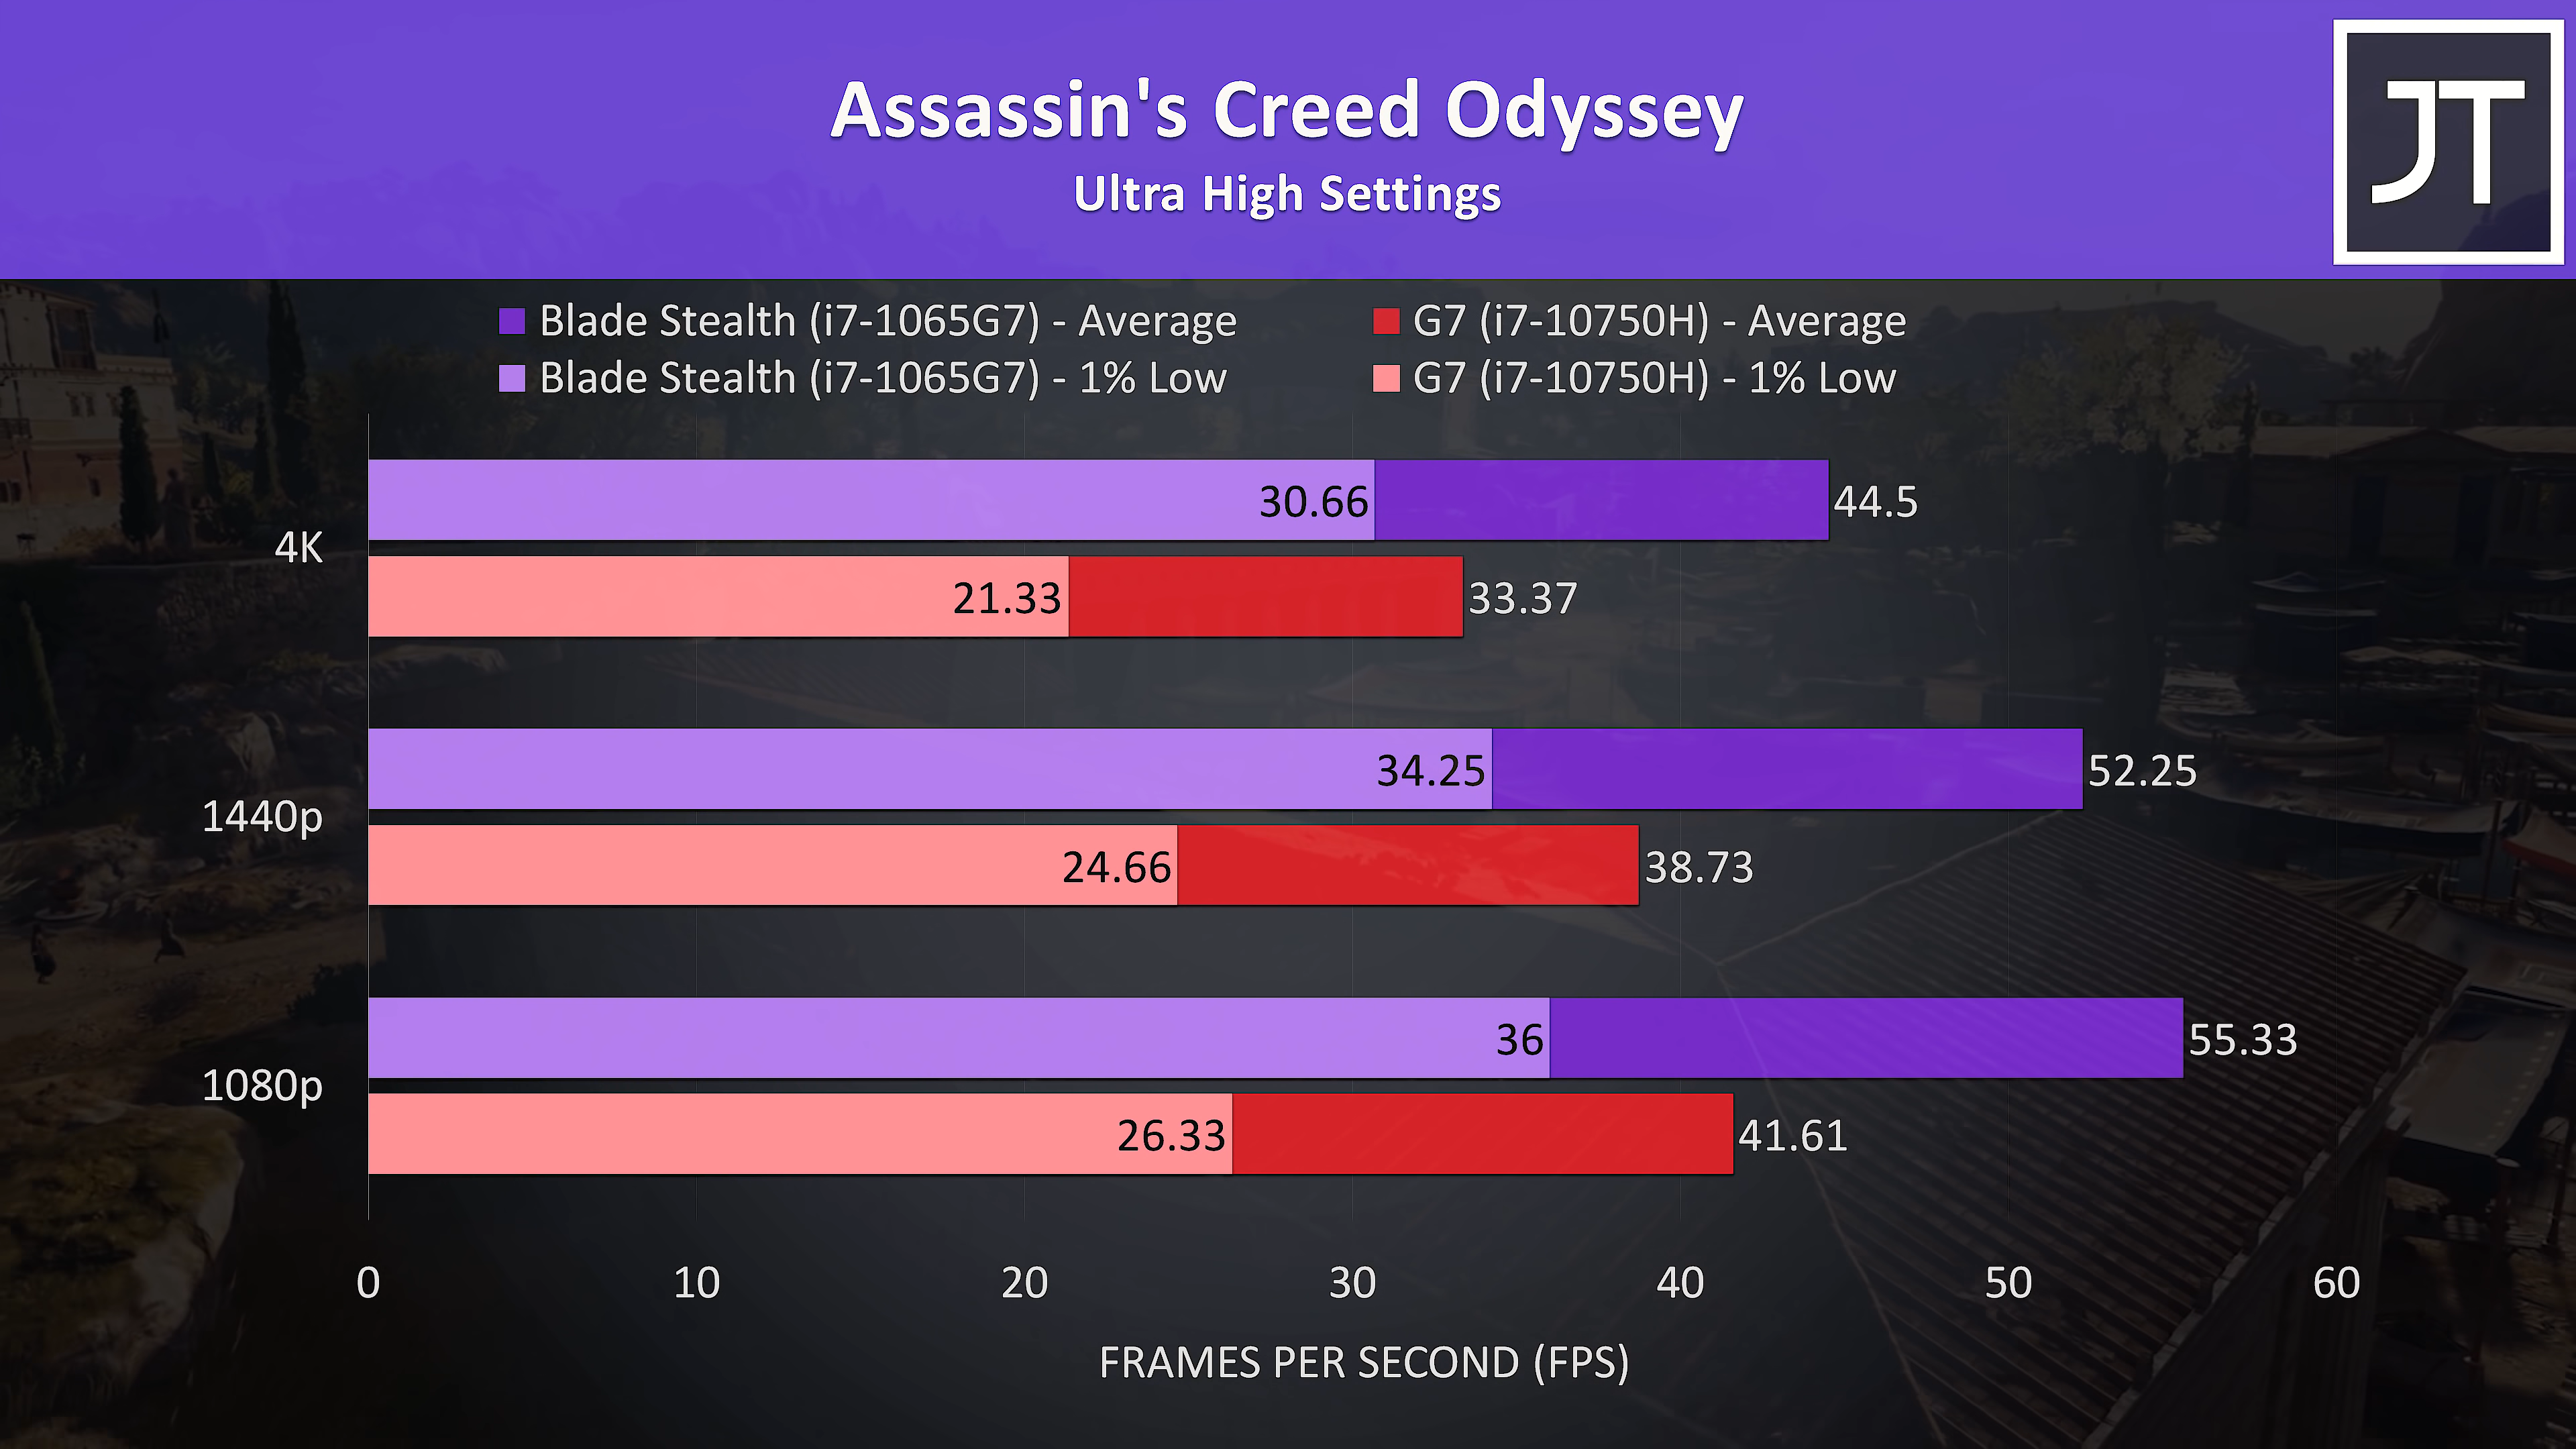 Assassin's Creed Odyssey
Ultra High Settings
JT
Blade Stealth (i7-1065G7) - Average
G7 (i7-10750H) - Average
Blade Stealth (i7-1065G7) - 1% Low
G7 (i7-10750H) - 1% Low
4K
30.66
44.5
21.33
33.37
1440p
34.25
52.25
24.66
38.73
1080p
36
55.33
26.33
41.61
0 10 20 30 40 50 60
FRAMES PER SECOND (FPS)